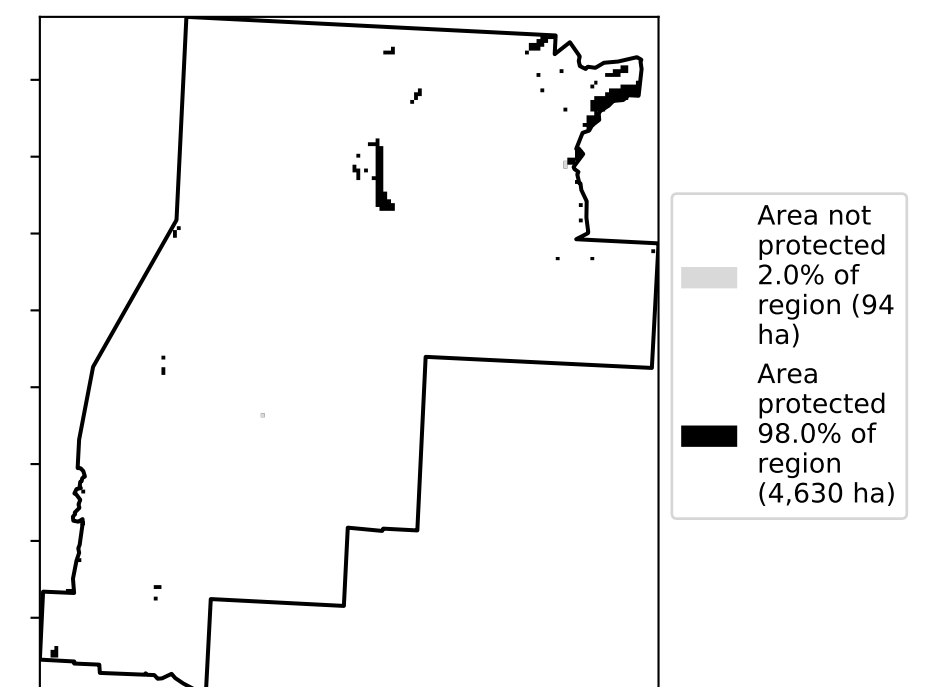 Area not
protected
2.0% of
region (94
ha)
Area
protected
98.0% of
region
(4,630 ha)